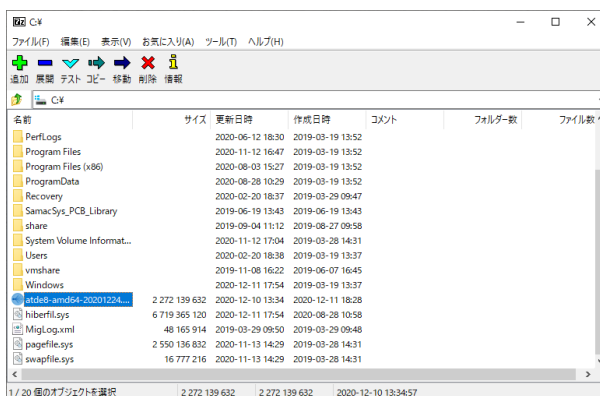 7z C:¥
ファイル(F) 編集(E) 表示(V) お気に入り(A) ツール(T) ヘルプ(H)
追加 展開 テスト コピー 移動 削除 情報
C:¥
名前 サイズ 更新日時 作成日時 コメント フォルダー数 ファイル数
PerfLogs 2020-06-12 18:30 2019-03-19 13:52
Program Files 2020-11-12 16:47 2019-03-19 13:52
Program Files (x86) 2020-08-03 15:27 2019-03-19 13:52
ProgramData 2020-08-28 10:29 2019-03-19 13:52
Recovery 2020-02-20 18:37 2019-03-29 09:47
SamacSys_PCB_Library 2019-06-19 13:43 2019-06-19 13:43
share 2019-09-04 11:12 2019-08-27 09:58
System Volume Informat... 2020-11-12 17:04 2019-03-28 14:31
Users 2020-02-20 18:38 2019-03-19 13:37
vmshare 2019-11-08 16:22 2019-06-07 16:45
Windows 2020-12-11 17:54 2019-03-19 13:37
atde8-amd64-20201224.... 2 272 139 632 2020-12-10 13:34 2020-12-11 18:28
hiberfil.sys 6 719 365 120 2020-12-11 17:54 2020-08-28 10:58
MigLog.xml 48 165 914 2019-03-29 09:50 2019-03-29 09:48
pagefile.sys 2 550 136 832 2020-11-13 14:29 2019-03-28 14:31
swapfile.sys 16 777 216 2020-11-13 14:29 2019-03-28 14:31
1 / 20 個のオブジェクトを選択 2 272 139 632 2 272 139 632 2020-12-10 13:34:57